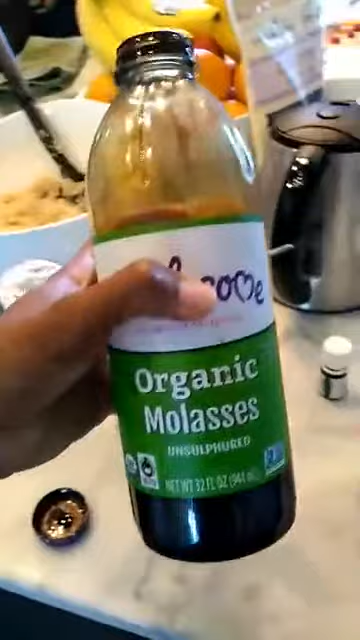 Organic
Molasses
UNSULPHURED
NET WT 32 FL OZ (944 mL)